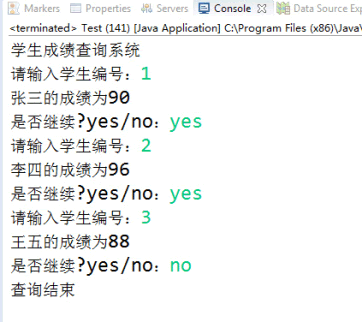 Markers Properties Servers Console Data Source Exp
<terminated> Test (141) [Java Application] C:\Program Files (x86)\Java\
学生成绩查询系统
请输入学生编号：1
张三的成绩为90
是否继续?yes/no：yes
请输入学生编号：2
李四的成绩为96
是否继续?yes/no：yes
请输入学生编号：3
王五的成绩为88
是否继续?yes/no：no
查询结束